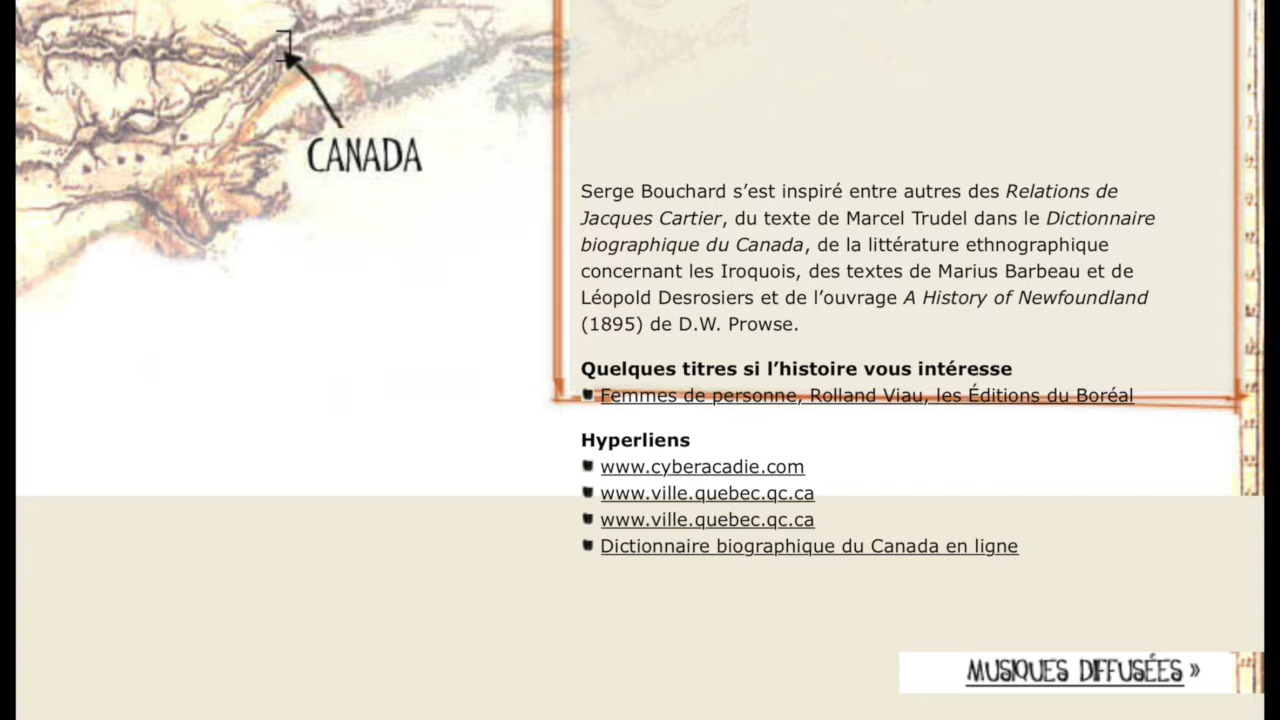 CANADA
Serge Bouchard s’est inspiré entre autres des Relations de
Jacques Cartier, du texte de Marcel Trudel dans le Dictionnaire
biographique du Canada, de la littérature ethnographique
concernant les Iroquois, des textes de Marius Barbeau et de
Léopold Desrosiers et de l’ouvrage A History of Newfoundland
(1895) de D.W. Prowse.
Quelques titres si l’histoire vous intéresse
Femmes de personne, Rolland Viau, les Éditions du Boréal
Hyperliens
www.cyberacadie.com
www.ville.quebec.qc.ca
www.ville.quebec.qc.ca
Dictionnaire biographique du Canada en ligne
MUSIQUES DIFFUSÉES »